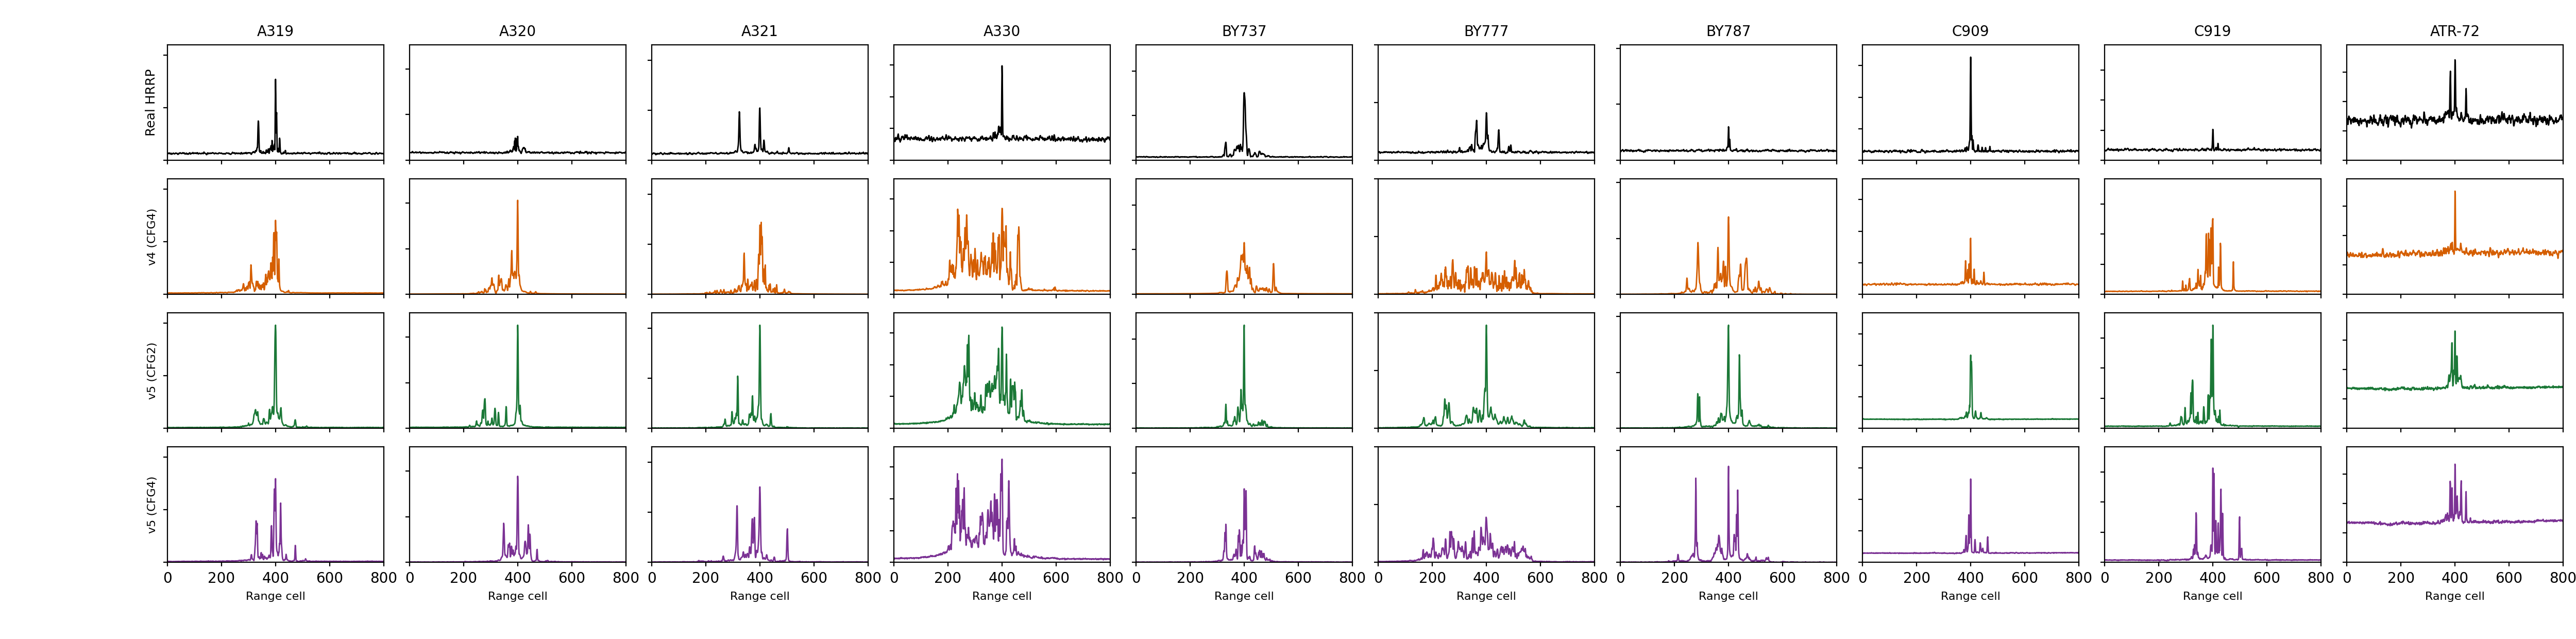 A319 A320 A321 A330 BY737 BY777 BY787 C909 C919 ATR-72
Real HRRP
v4 (CFG4)
v5 (CFG2)
v5 (CFG4)
0 200 400 600 800 0 200 400 600 800 0 200 400 600 800 0 200 400 600 800 0 200 400 600 800 0 200 400 600 800 0 200 400 600 800 0 200 400 600 800 0 200 400 600 800 0 200 400 600 800
Range cell Range cell Range cell Range cell Range cell Range cell Range cell Range cell Range cell Range cell